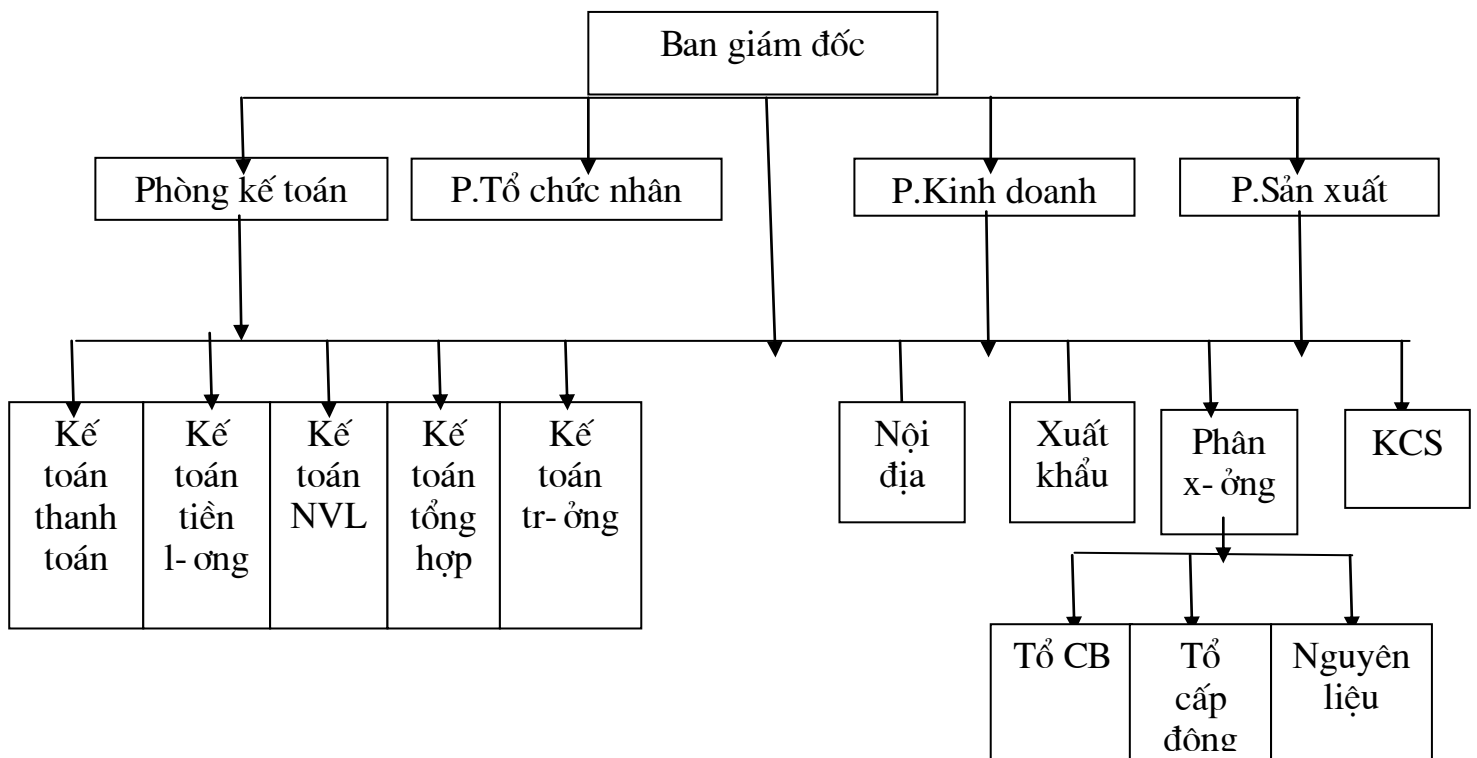 Ban giám đốc
Phòng kế toán
P.Tổ chức nhân
P.Kinh doanh
P.Sản xuất
Kế
toán
thanh
toán
Kế
toán
tiền
l- ơng
Kế
toán
NVL
Kế
toán
tổng
hợp
Kế
toán
tr- ởng
Nội
địa
Xuất
khẩu
Phân
x- ởng
KCS
Tổ CB
Tổ
cấp
đông
Nguyên
liệu